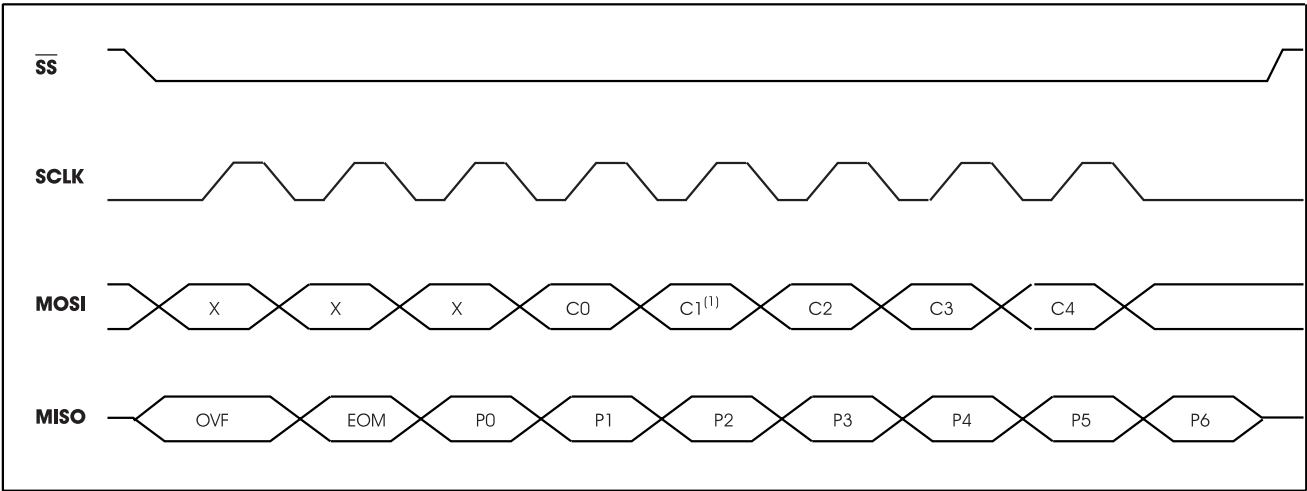 SS
SCLK
MOSI X X X C0 C1(1) C2 C3 C4
MISO OVF EOM P0 P1 P2 P3 P4 P5 P6